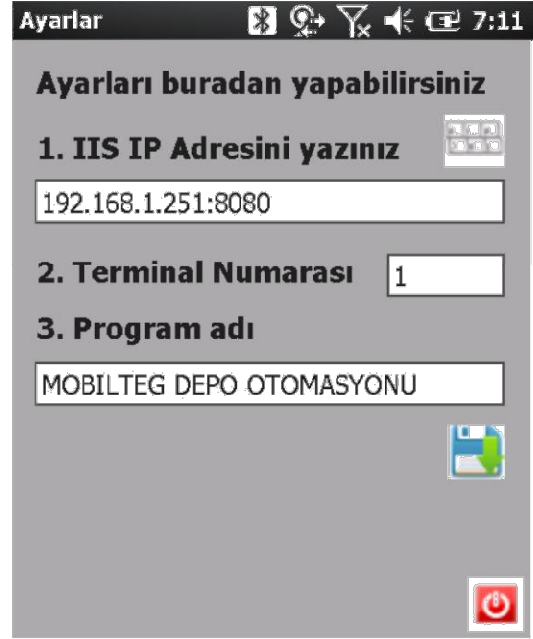 Ayarlar 7:11
Ayarları buradan yapabilirsiniz
1. IIS IP Adresini yazınız
192.168.1.251:8080
2. Terminal Numarası 1
3. Program adı
MOBILTEG DEPO OTOMASYONU